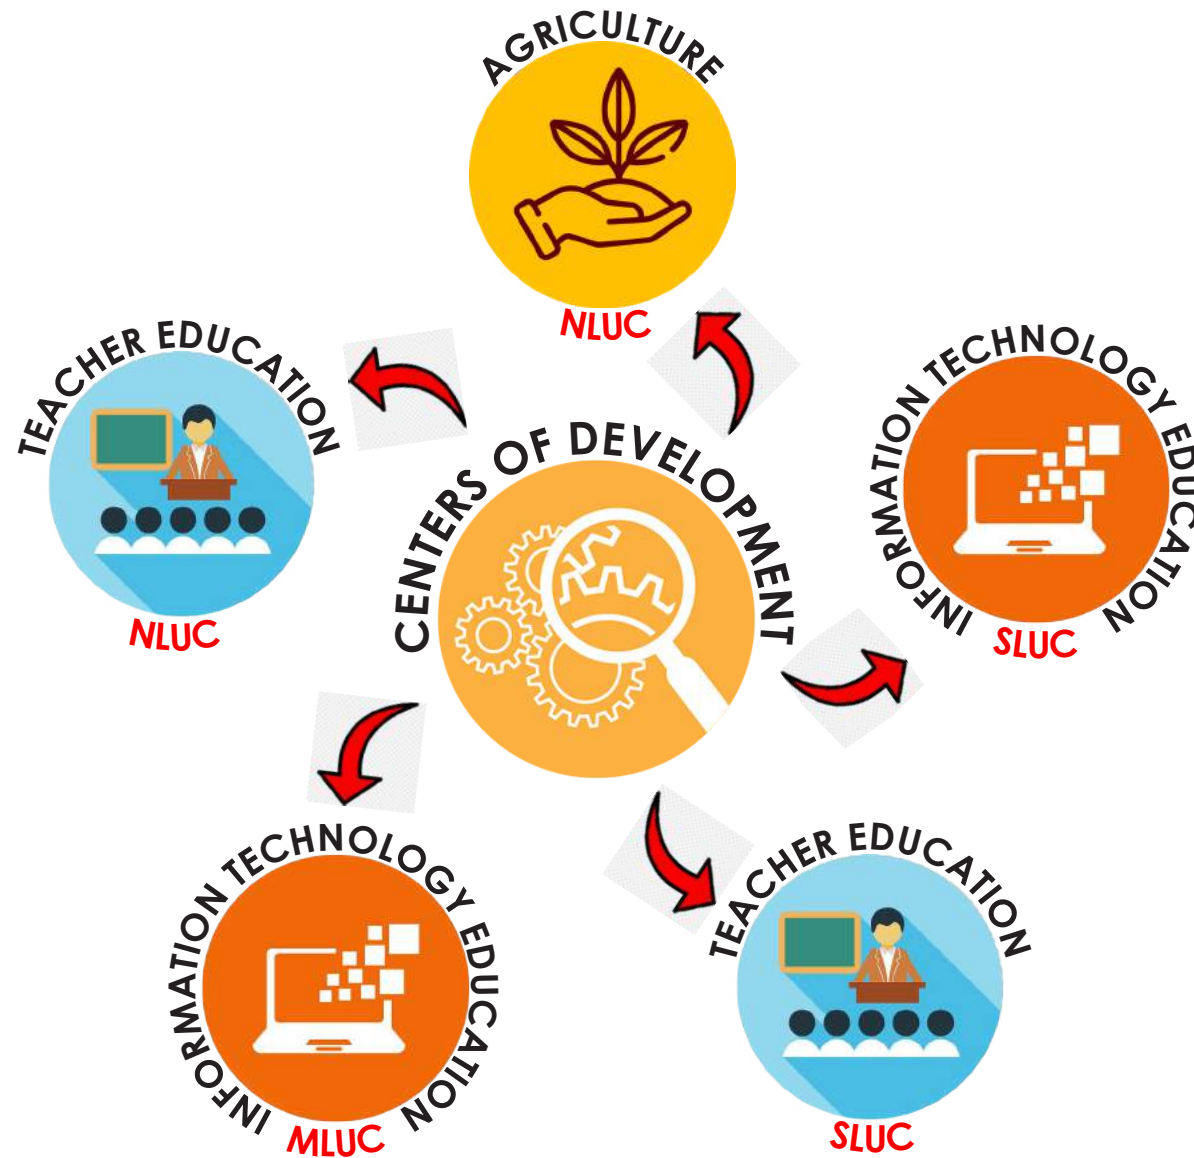 AGRICULTURE
NLUC
TEACHER EDUCATION
NLUC
INFORMATION TECHNOLOGY EDUCATION
SLUC
CENTERS OF DEVELOPMENT
INFORMATION TECHNOLOGY EDUCATION
MLUC
TEACHER EDUCATION
SLUC